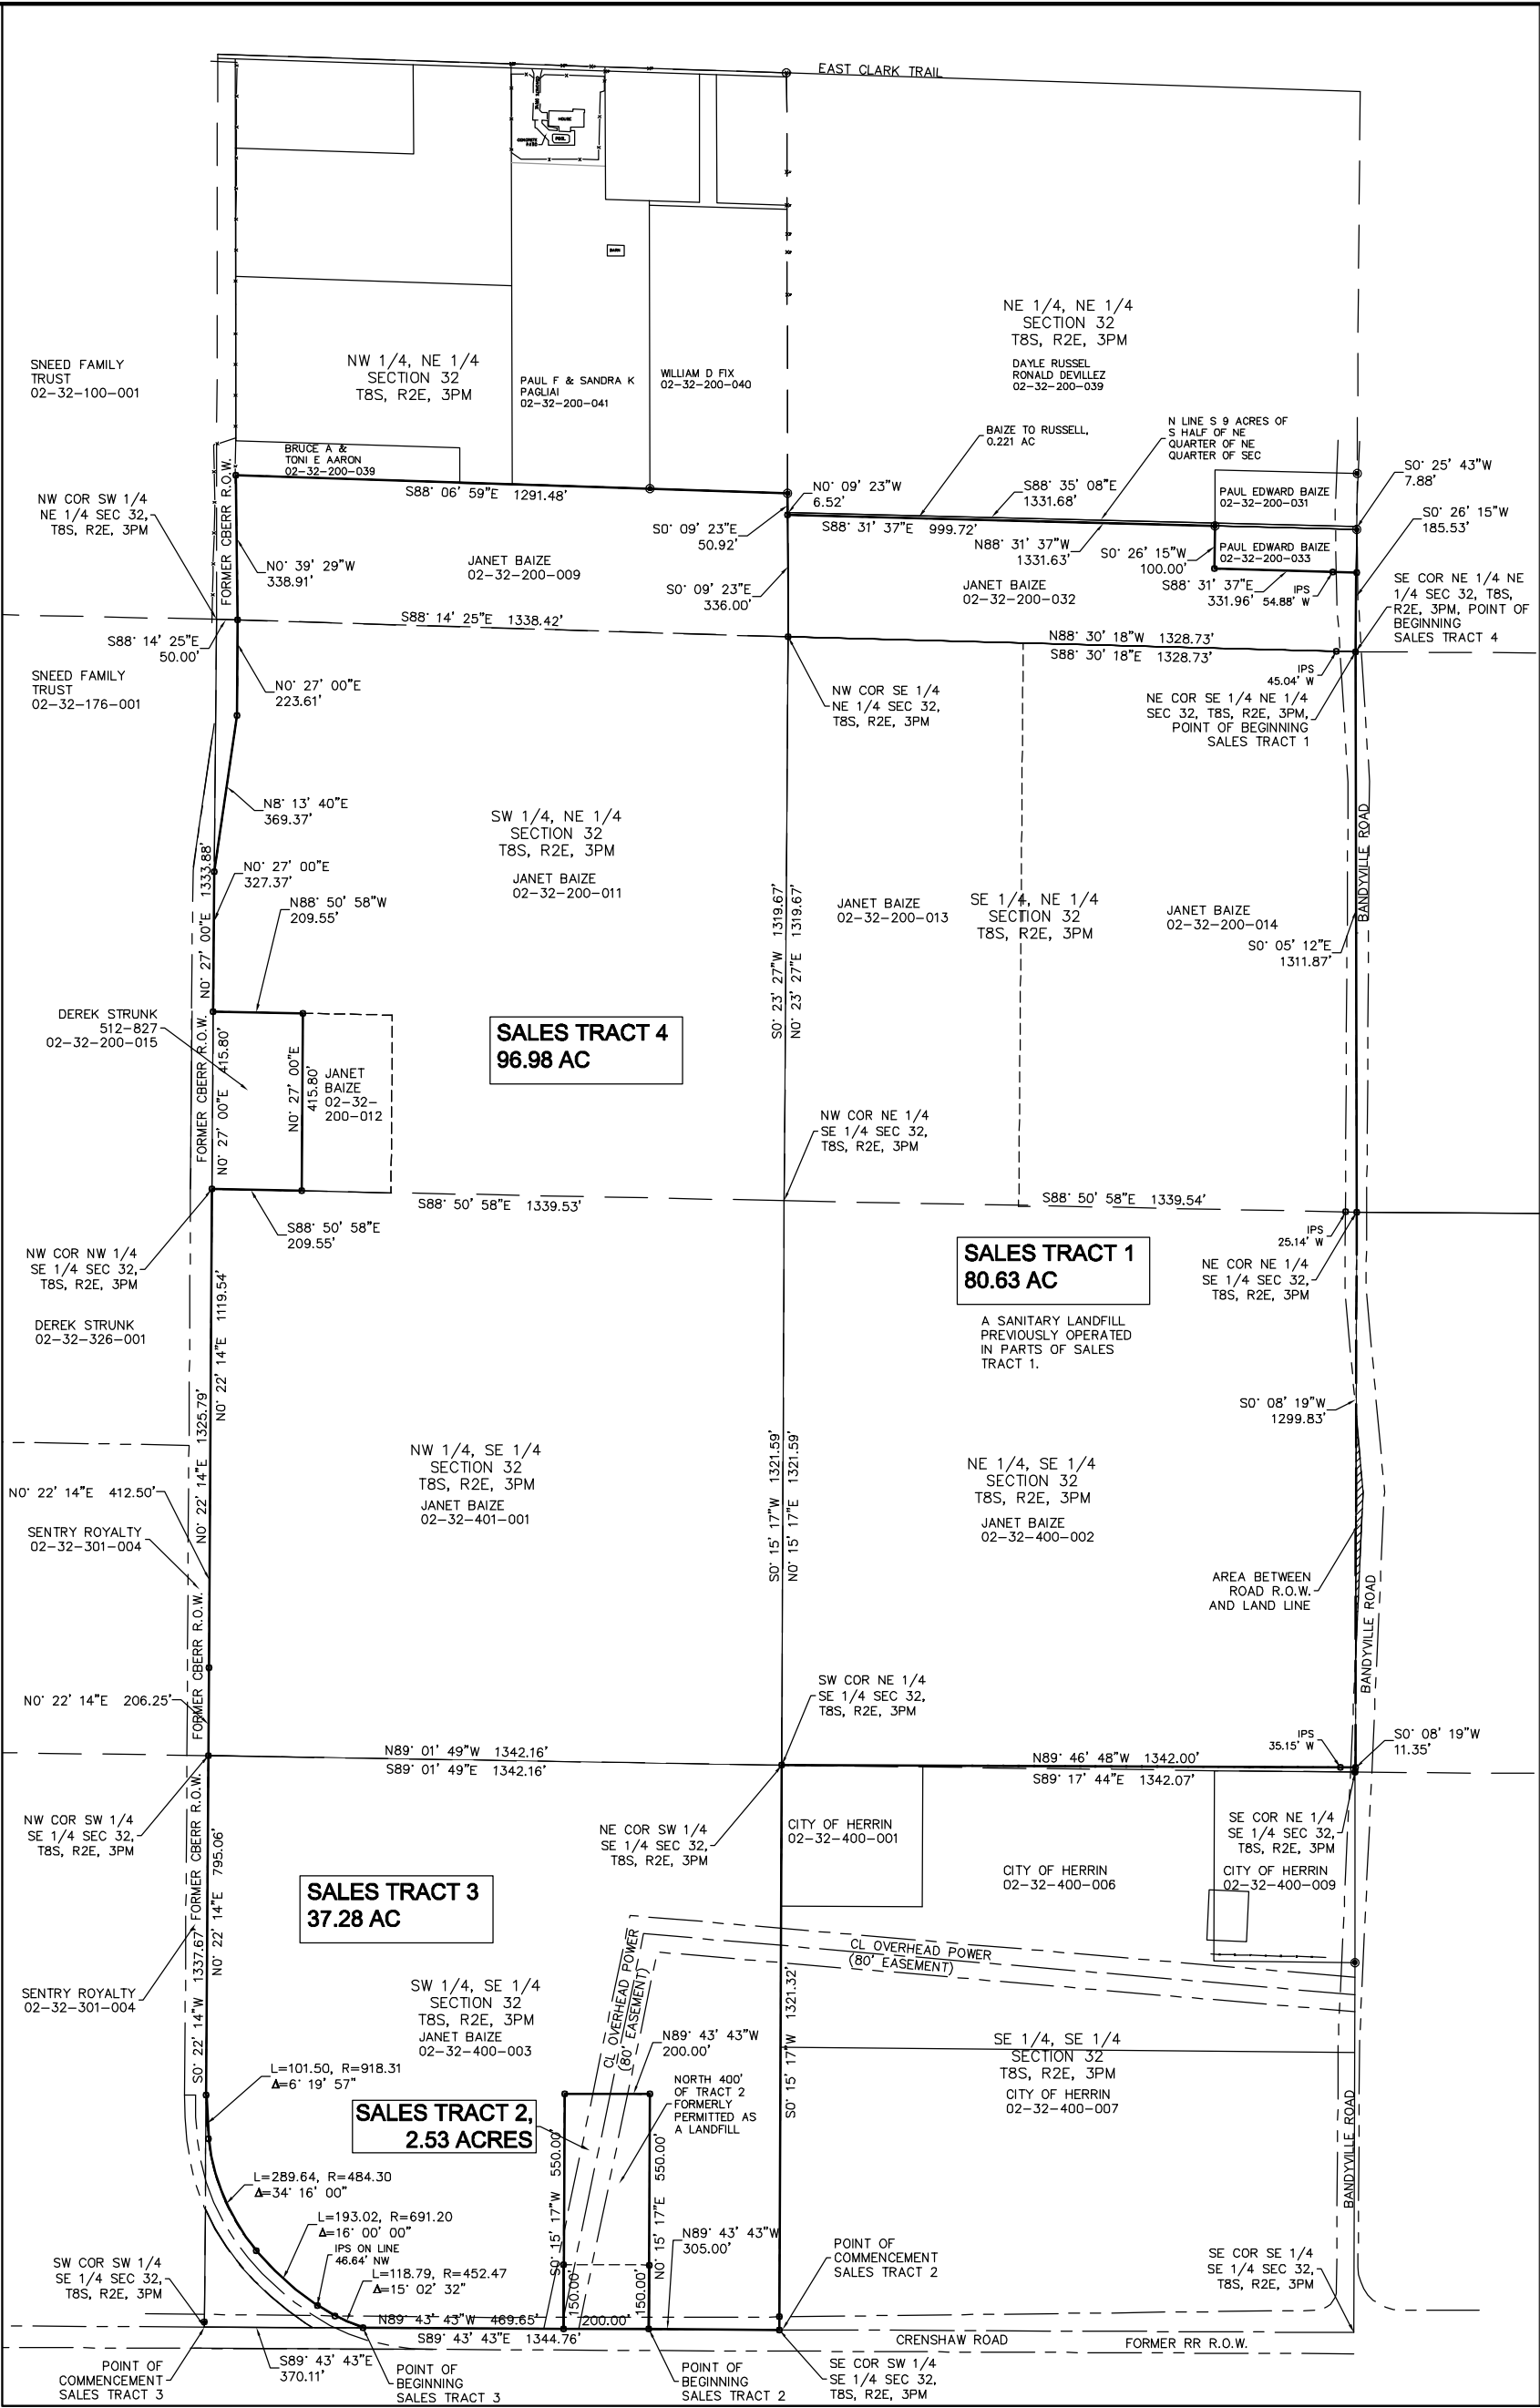 EAST CLARK TRAIL
HOUSE
POOL
BARN
NE 1/4, NE 1/4
SECTION 32
T8S, R2E, 3PM
DAYLE RUSSEL
RONALD DEVILLEZ
02-32-200-039
SNEED FAMILY
TRUST
02-32-100-001
NW 1/4, NE 1/4
SECTION 32
T8S, R2E, 3PM
PAUL F & SANDRA K
PAGLIAI
02-32-200-041
WILLIAM D FIX
02-32-200-040
BAIZE TO RUSSELL,
0.221 AC
N LINE S 9 ACRES OF
S HALF OF NE
QUARTER OF NE
QUARTER OF SEC
BRUCE A &
TONI E AARON
02-32-200-039
S88° 06' 59"E 1291.48'
N0° 09' 23"W
6.52'
S88° 35' 08"E
1331.68'
PAUL EDWARD BAIZE
02-32-200-031
S0° 25' 43"W
7.88'
NW COR SW 1/4
NE 1/4 SEC 32,
T8S, R2E, 3PM
FORMER CBERR R.O.W.
S0° 09' 23"E
50.92'
S88° 31' 37"E 999.72'
N88° 31' 37"W
1331.63'
S0° 26' 15"W
100.00'
PAUL EDWARD BAIZE
02-32-200-033
S0° 26' 15"W
185.53'
N0° 39' 29"W
338.91'
JANET BAIZE
02-32-200-009
S0° 09' 23"E
336.00'
JANET BAIZE
02-32-200-032
S88° 31' 37"E
331.96'
IPS
54.88' W
SE COR NE 1/4 NE
1/4 SEC 32, T8S,
R2E, 3PM, POINT OF
BEGINNING
SALES TRACT 4
S88° 14' 25"E 1338.42'
S88° 14' 25"E
50.00'
N88° 30' 18"W 1328.73'
S88° 30' 18"E 1328.73'
IPS
45.04' W
SNEED FAMILY
TRUST
02-32-176-001
N0° 27' 00"E
223.61'
NW COR SE 1/4
NE 1/4 SEC 32,
T8S, R2E, 3PM
NE COR SE 1/4 NE 1/4
SEC 32, T8S, R2E, 3PM,
POINT OF BEGINNING
SALES TRACT 1
N8° 13' 40"E
369.37'
SW 1/4, NE 1/4
SECTION 32
T8S, R2E, 3PM
JANET BAIZE
02-32-200-011
BANDYVILLE ROAD
N0° 27' 00"E 1333.88'
N0° 27' 00"E
327.37'
N88° 50' 58"W
209.55'
S0° 23' 27"W 1319.67'
N0° 23' 27"E 1319.67'
JANET BAIZE
02-32-200-013
SE 1/4, NE 1/4
SECTION 32
T8S, R2E, 3PM
JANET BAIZE
02-32-200-014
S0° 05' 12"E
1311.87'
DEREK STRUNK
512-827
02-32-200-015
FORMER CBERR R.O.W.
N0° 27' 00"E 415.80'
N0° 27' 00"E
415.80'
JANET
BAIZE
02-32-
200-012
SALES TRACT 4
96.98 AC
NW COR NE 1/4
SE 1/4 SEC 32,
T8S, R2E, 3PM
S88° 50' 58"E 1339.53'
S88° 50' 58"E 1339.54'
S88° 50' 58"E
209.55'
IPS
25.14' W
NW COR NW 1/4
SE 1/4 SEC 32,
T8S, R2E, 3PM
SALES TRACT 1
80.63 AC
NE COR NE 1/4
SE 1/4 SEC 32,
T8S, R2E, 3PM
DEREK STRUNK
02-32-326-001
A SANITARY LANDFILL
PREVIOUSLY OPERATED
IN PARTS OF SALES
TRACT 1.
N0° 22' 14"E 1325.79'
N0° 22' 14"E 1119.54'
S0° 08' 19"W
1299.83'
NW 1/4, SE 1/4
SECTION 32
T8S, R2E, 3PM
JANET BAIZE
02-32-401-001
S0° 15' 17"W 1321.59'
N0° 15' 17"E 1321.59'
NE 1/4, SE 1/4
SECTION 32
T8S, R2E, 3PM
JANET BAIZE
02-32-400-002
N0° 22' 14"E 412.50'
SENTRY ROYALTY
02-32-301-004
AREA BETWEEN
ROAD R.O.W.
AND LAND LINE
BANDYVILLE ROAD
FORMER CBERR R.O.W.
N0° 22' 14"E 206.25'
SW COR NE 1/4
SE 1/4 SEC 32,
T8S, R2E, 3PM
N89° 01' 49"W 1342.16'
S89° 01' 49"E 1342.16'
N89° 46' 48"W 1342.00'
S89° 17' 44"E 1342.07'
IPS
35.15' W
S0° 08' 19"W
11.35'
NW COR SW 1/4
SE 1/4 SEC 32,
T8S, R2E, 3PM
NE COR SW 1/4
SE 1/4 SEC 32,
T8S, R2E, 3PM
CITY OF HERRIN
02-32-400-001
SE COR NE 1/4
SE 1/4 SEC 32,
T8S, R2E, 3PM
CITY OF HERRIN
02-32-400-006
CITY OF HERRIN
02-32-400-009
SALES TRACT 3
37.28 AC
S0° 22' 14"W 1337.67'
FORMER CBERR R.O.W.
N0° 22' 14"E 795.06'
CL OVERHEAD POWER
(80' EASEMENT)
CL OVERHEAD POWER
(80' EASEMENT)
SENTRY ROYALTY
02-32-301-004
SW 1/4, SE 1/4
SECTION 32
T8S, R2E, 3PM
JANET BAIZE
02-32-400-003
S0° 15' 17"W 1321.32'
SE 1/4, SE 1/4
SECTION 32
T8S, R2E, 3PM
CITY OF HERRIN
02-32-400-007
N89° 43' 43"W
200.00'
NORTH 400'
OF TRACT 2
FORMERLY
PERMITTED AS
A LANDFILL
L=101.50, R=918.31
Δ=6° 19' 57"
SALES TRACT 2,
2.53 ACRES
S0° 15' 17"W 550.00'
N0° 15' 17"E 550.00'
BANDYVILLE ROAD
L=289.64, R=484.30
Δ=34° 16' 00"
L=193.02, R=691.20
Δ=16° 00' 00"
IPS ON LINE
46.64' NW
L=118.79, R=452.47
Δ=15° 02' 32"
N89° 43' 43"W
305.00'
150.00'
150.00'
POINT OF
COMMENCEMENT
SALES TRACT 2
SW COR SW 1/4
SE 1/4 SEC 32,
T8S, R2E, 3PM
SE COR SE 1/4
SE 1/4 SEC 32,
T8S, R2E, 3PM
N89° 43' 43"W 469.65'
200.00'
S89° 43' 43"E 1344.76'
CRENSHAW ROAD
FORMER RR R.O.W.
POINT OF
COMMENCEMENT
SALES TRACT 3
S89° 43' 43"E
370.11'
POINT OF
BEGINNING
SALES TRACT 3
POINT OF
BEGINNING
SALES TRACT 2
SE COR SW 1/4
SE 1/4 SEC 32,
T8S, R2E, 3PM